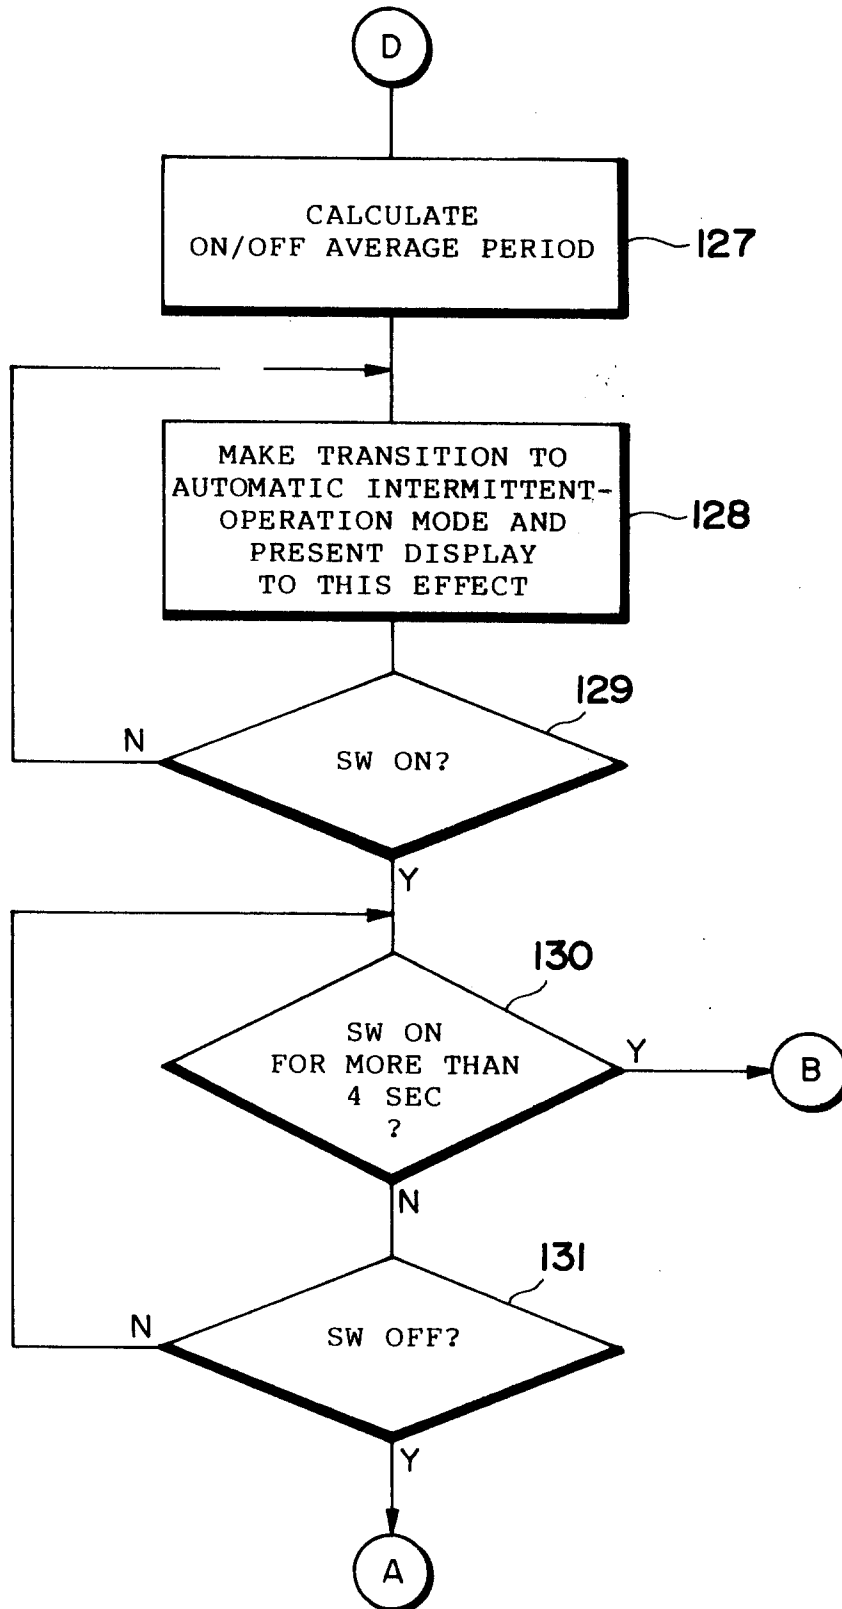 D
CALCULATE
ON/OFF AVERAGE PERIOD
127
MAKE TRANSITION TO
AUTOMATIC INTERMITTENT-
OPERATION MODE AND
PRESENT DISPLAY
TO THIS EFFECT
128
129
N
SW ON?
Y
130
SW ON
FOR MORE THAN
4 SEC
?
Y
B
N
131
N
SW OFF?
Y
A